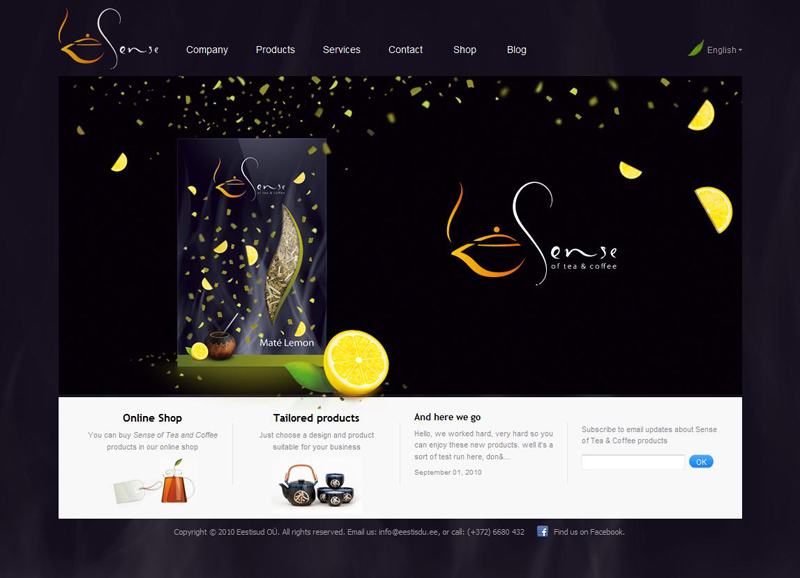 Sense
Company Products Services Contact Shop Blog
English
Sense
of tea & coffee
Maté Lemon
Sense
of tea & coffee
Online Shop
You can buy Sense of Tea and Coffee
products in our online shop
Tailored products
Just choose a design and product
suitable for your business
And here we go
Hello, we worked hard, very hard so you
can enjoy these new products. well it's a
sort of test run here, don&...
September 01, 2010
Subscribe to email updates about Sense
of Tea & Coffee products
OK
Copyright © 2010 Eestisud OÜ. All rights reserved. Email us: info@eestisdu.ee, or call: (+372) 6680 432
Find us on Facebook.